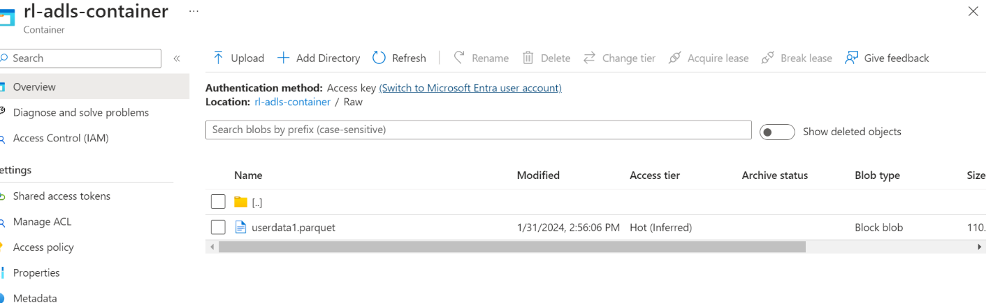 rl-adls-container ...
Container
Search «
Upload Add Directory Refresh Rename Delete Change tier Acquire lease Break lease Give feedback
Overview
Diagnose and solve problems
Access Control (IAM)
ettings
Shared access tokens
Manage ACL
Access policy
Properties
Metadata
Authentication method: Access key (Switch to Microsoft Entra user account)
Location: rl-adls-container / Raw
Search blobs by prefix (case-sensitive)
Show deleted objects
Name Modified Access tier Archive status Blob type Size
[..]
userdata1.parquet 1/31/2024, 2:56:06 PM Hot (Inferred) Block blob 110.